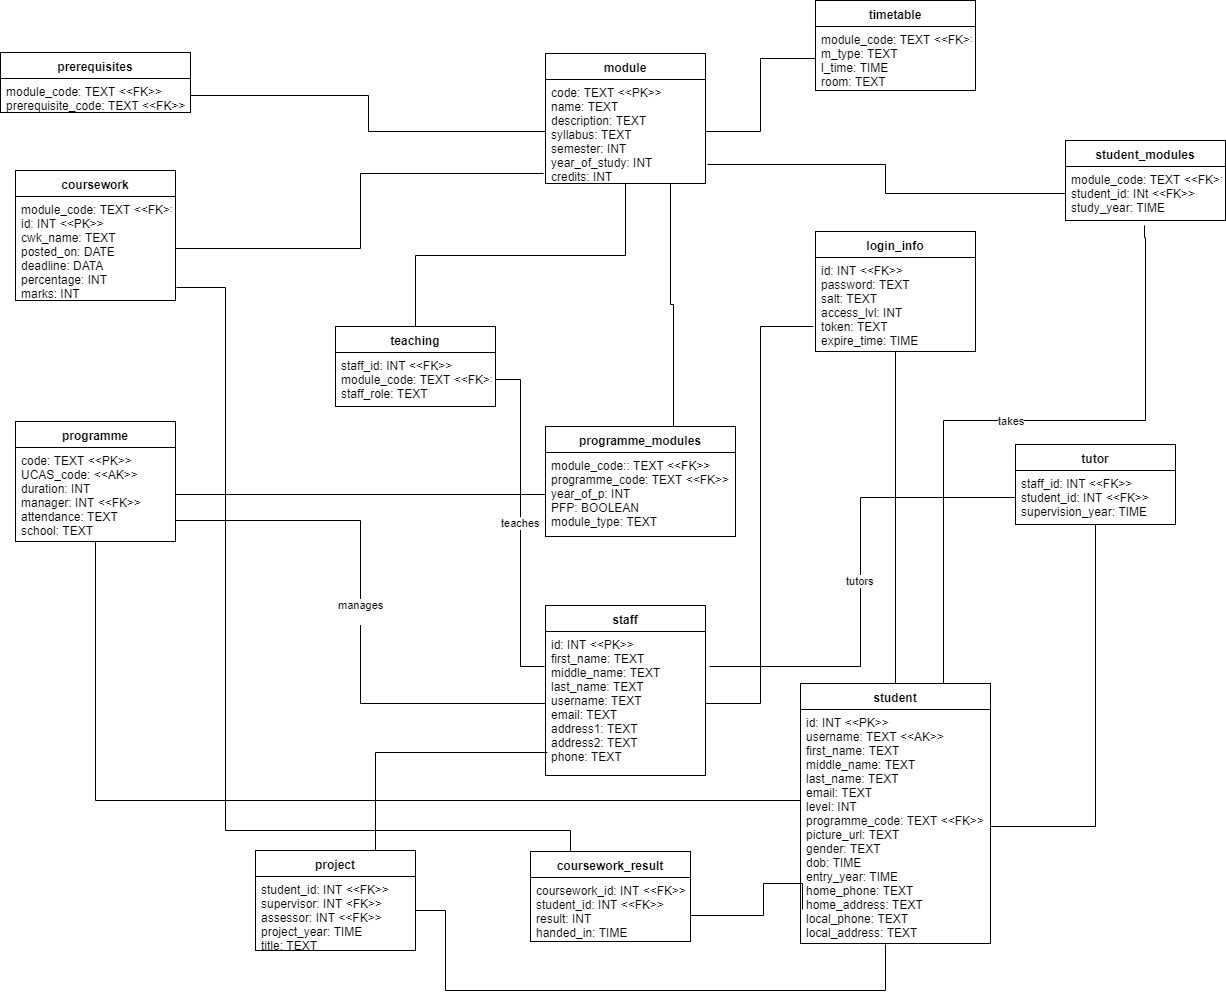 timetable
module_code: TEXT <<FK>>
m_type: TEXT
l_time: TIME
room: TEXT
prerequisites
module_code: TEXT <<FK>>
prerequisite_code: TEXT <<FK>>
module
code: TEXT <<PK>>
name: TEXT
description: TEXT
syllabus: TEXT
semester: INT
year_of_study: INT
credits: INT
student_modules
module_code: TEXT <<FK>>
student_id: INt <<FK>>
study_year: TIME
coursework
module_code: TEXT <<FK>>
id: INT <<PK>>
cwk_name: TEXT
posted_on: DATE
deadline: DATA
percentage: INT
marks: INT
login_info
id: INT <<FK>>
password: TEXT
salt: TEXT
access_lvl: INT
token: TEXT
expire_time: TIME
teaching
staff_id: INT <<FK>>
module_code: TEXT <<FK>>
staff_role: TEXT
programme
code: TEXT <<PK>>
UCAS_code: <<AK>>
duration: INT
manager: INT <<FK>>
attendance: TEXT
school: TEXT
programme_modules
module_code:: TEXT <<FK>>
programme_code: TEXT <<FK>>
year_of_p: INT
PFP: BOOLEAN
module_type: TEXT
takes
tutor
staff_id: INT <<FK>>
student_id: INT <<FK>>
supervision_year: TIME
teaches
tutors
manages
staff
id: INT <<PK>>
first_name: TEXT
middle_name: TEXT
last_name: TEXT
username: TEXT
email: TEXT
address1: TEXT
address2: TEXT
phone: TEXT
student
id: INT <<PK>>
username: TEXT <<AK>>
first_name: TEXT
middle_name: TEXT
last_name: TEXT
email: TEXT
level: INT
programme_code: TEXT <<FK>>
picture_url: TEXT
gender: TEXT
dob: TIME
entry_year: TIME
home_phone: TEXT
home_address: TEXT
local_phone: TEXT
local_address: TEXT
project
student_id: INT <<FK>>
supervisor: INT <FK>>
assessor: INT <<FK>>
project_year: TIME
title: TEXT
coursework_result
coursework_id: INT <<FK>>
student_id: INT <<FK>>
result: INT
handed_in: TIME